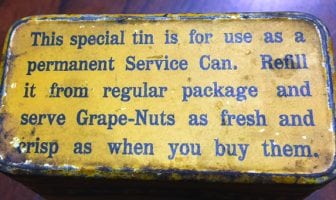 This special tin is for use as a
permanent Service Can. Refill
it from regular package and
serve Grape-Nuts as fresh and
crisp as when you buy them.